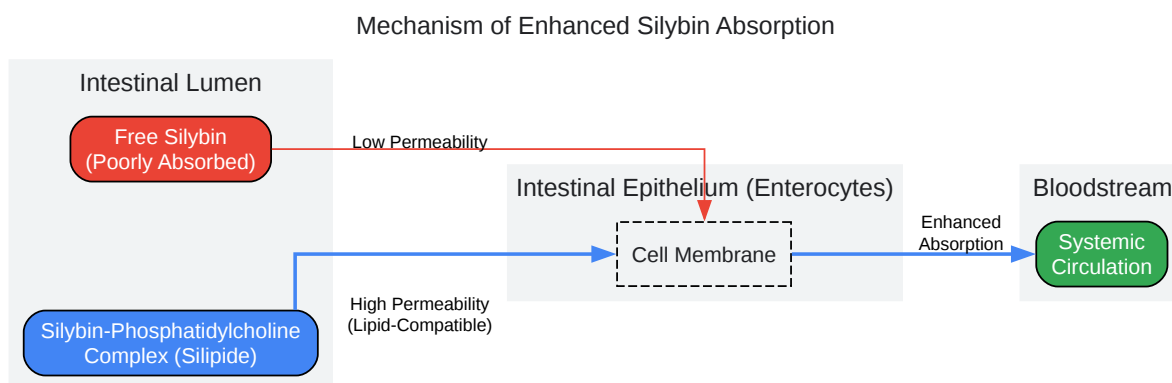 Mechanism of Enhanced Silybin Absorption
Intestinal Lumen
Free Silybin
(Poorly Absorbed)
Low Permeability
Intestinal Epithelium (Enterocytes)
Bloodstream
Cell Membrane
Enhanced
Absorption
Systemic
Circulation
High Permeability
(Lipid-Compatible)
Silybin-Phosphatidylcholine
Complex (Silipide)